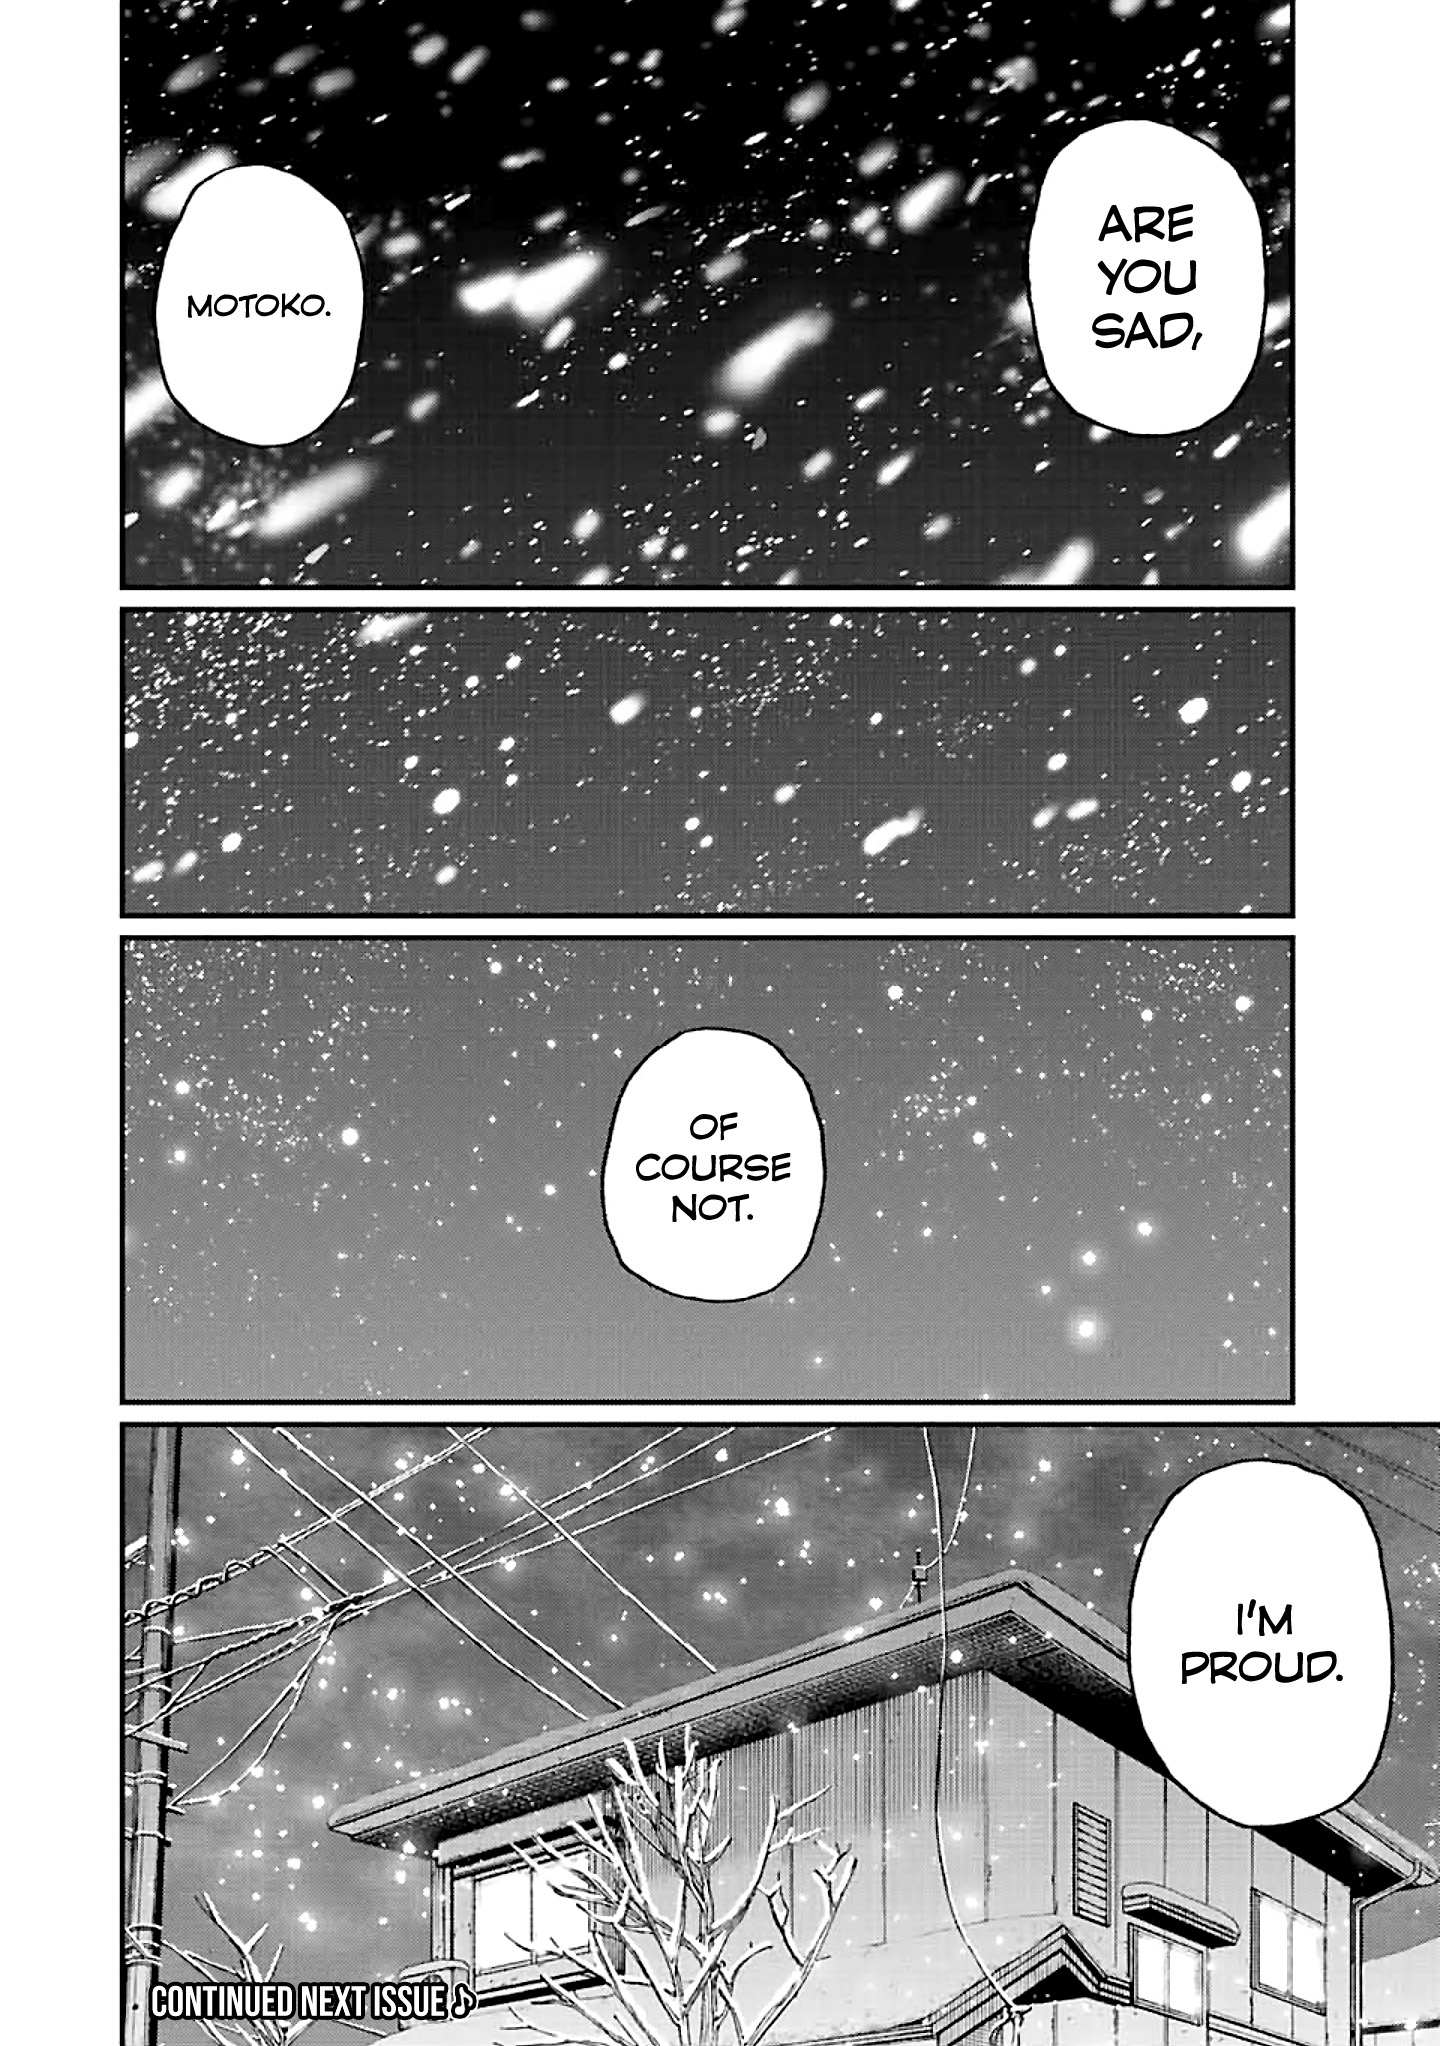 ARE
YOU
SAD,
MOTOKO.
OF
COURSE
NOT.
I'M
PROUD.
CONTINUED NEXT ISSUE ♪